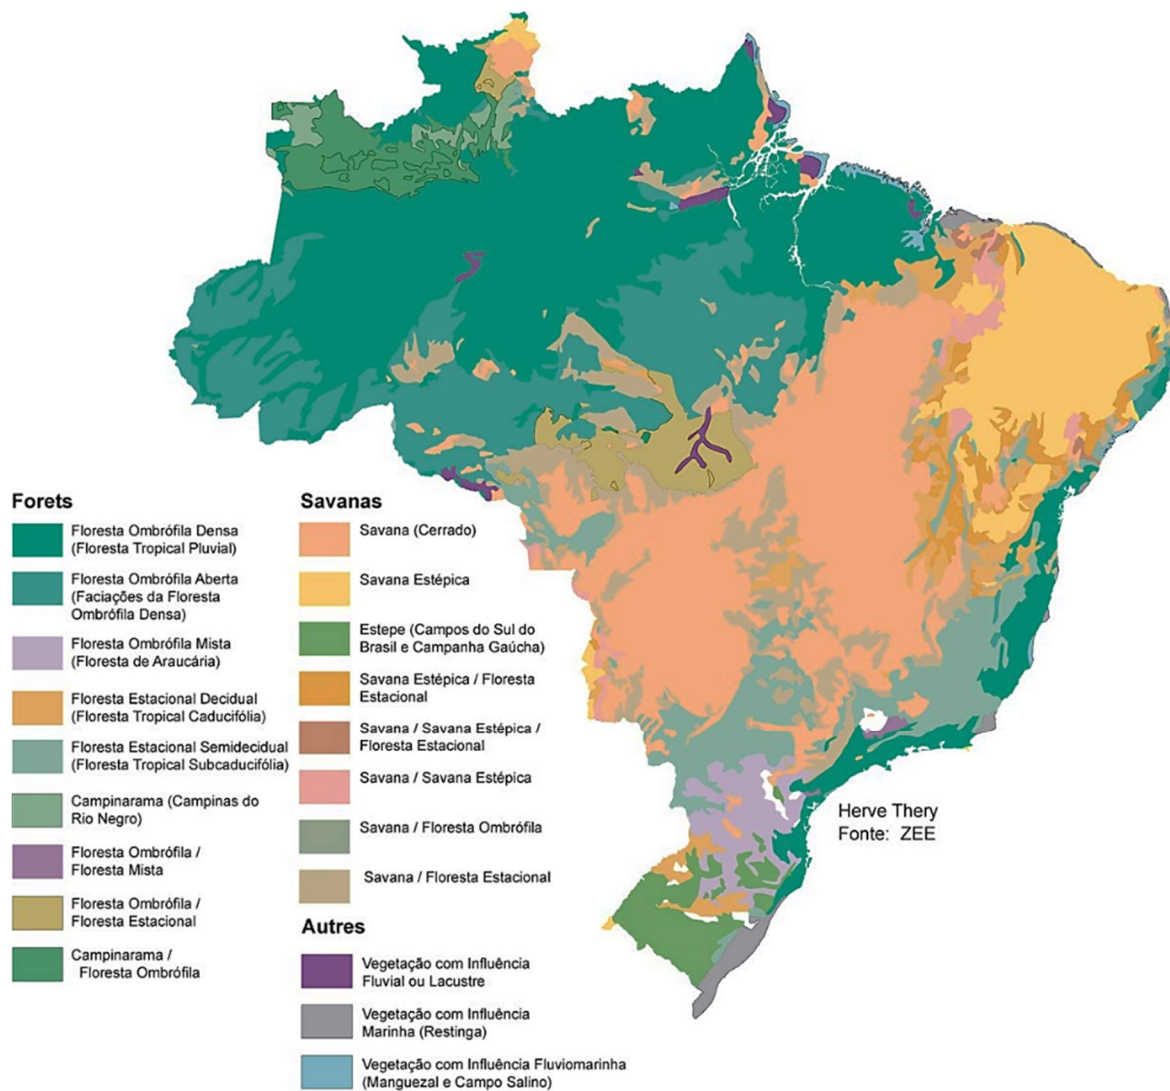 Forets
Floresta Ombrófila Densa
(Floresta Tropical Pluvial)
Floresta Ombrófila Aberta
(Faciações da Floresta
Ombrófila Densa)
Floresta Ombrófila Mista
(Floresta de Araucária)
Floresta Estacional Decidual
(Floresta Tropical Caducifólia)
Floresta Estacional Semidecidual
(Floresta Tropical Subcaducifólia)
Campinarama (Campinas do
Rio Negro)
Floresta Ombrófila /
Floresta Mista
Floresta Ombrófila /
Floresta Estacional
Campinarama /
Floresta Ombrófila
Savanas
Savana (Cerrado)
Savana Estépica
Estepe (Campos do Sul do
Brasil e Campanha Gaúcha)
Savana Estépica / Floresta
Estacional
Savana / Savana Estépica /
Floresta Estacional
Savana / Savana Estépica
Savana / Floresta Ombrófila
Savana / Floresta Estacional
Autres
Vegetação com Influência
Fluvial ou Lacustre
Vegetação com Influência
Marinha (Restinga)
Vegetação com Influência Fluviomarinha
(Manguezal e Campo Salino)
Herve Thery
Fonte: ZEE